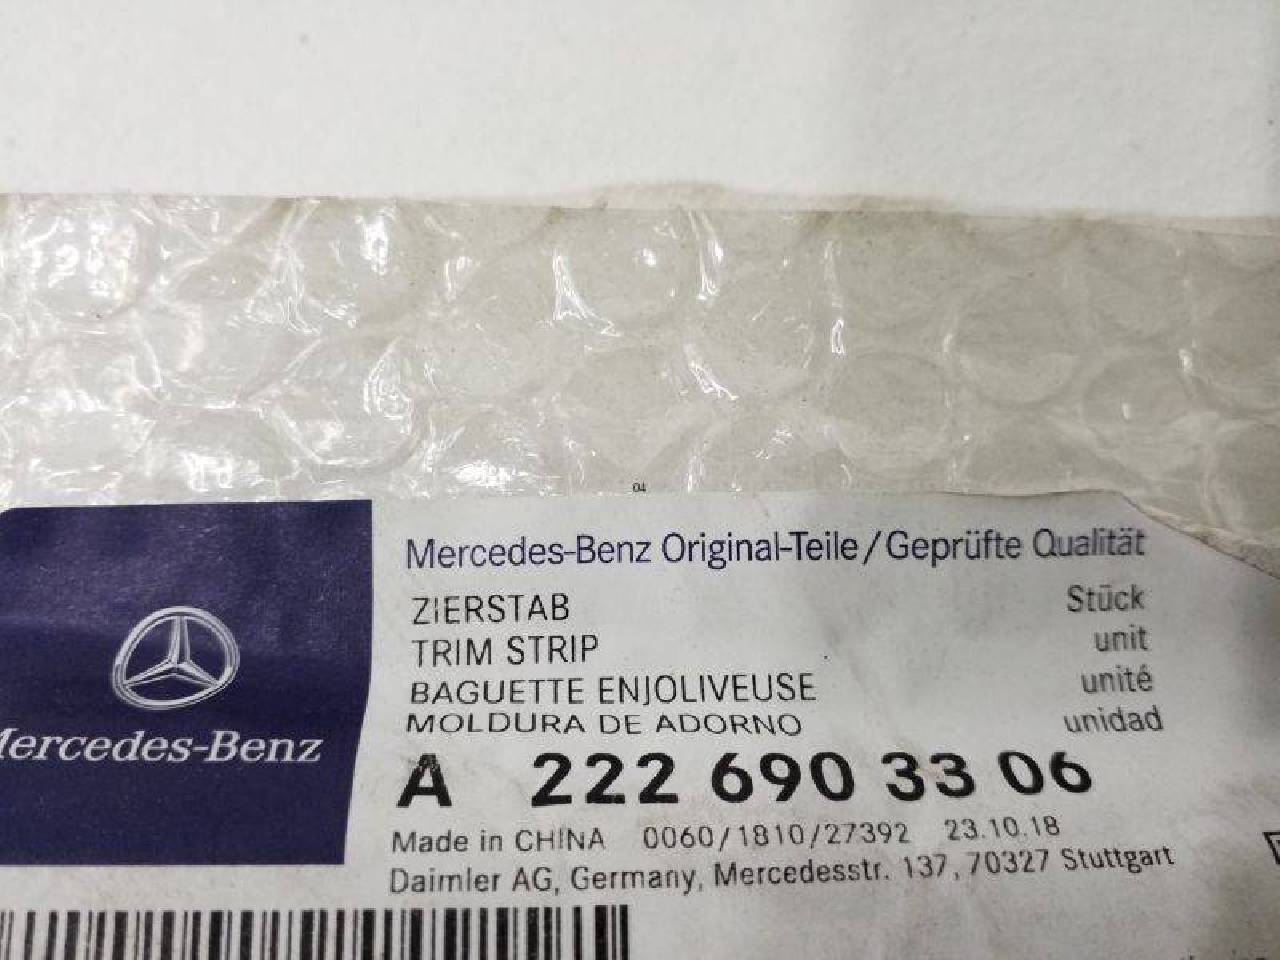 04
Mercedes-Benz Original-Teile/Geprüfte Qualität
ZIERSTAB Stück
TRIM STRIP unit
BAGUETTE ENJOLIVEUSE unité
MOLDURA DE ADORNO unidad
Mercedes-Benz
A 222 690 33 06
Made in CHINA 0060/1810/27392 23.10.18
Daimler AG, Germany, Mercedesstr. 137, 70327 Stuttgart